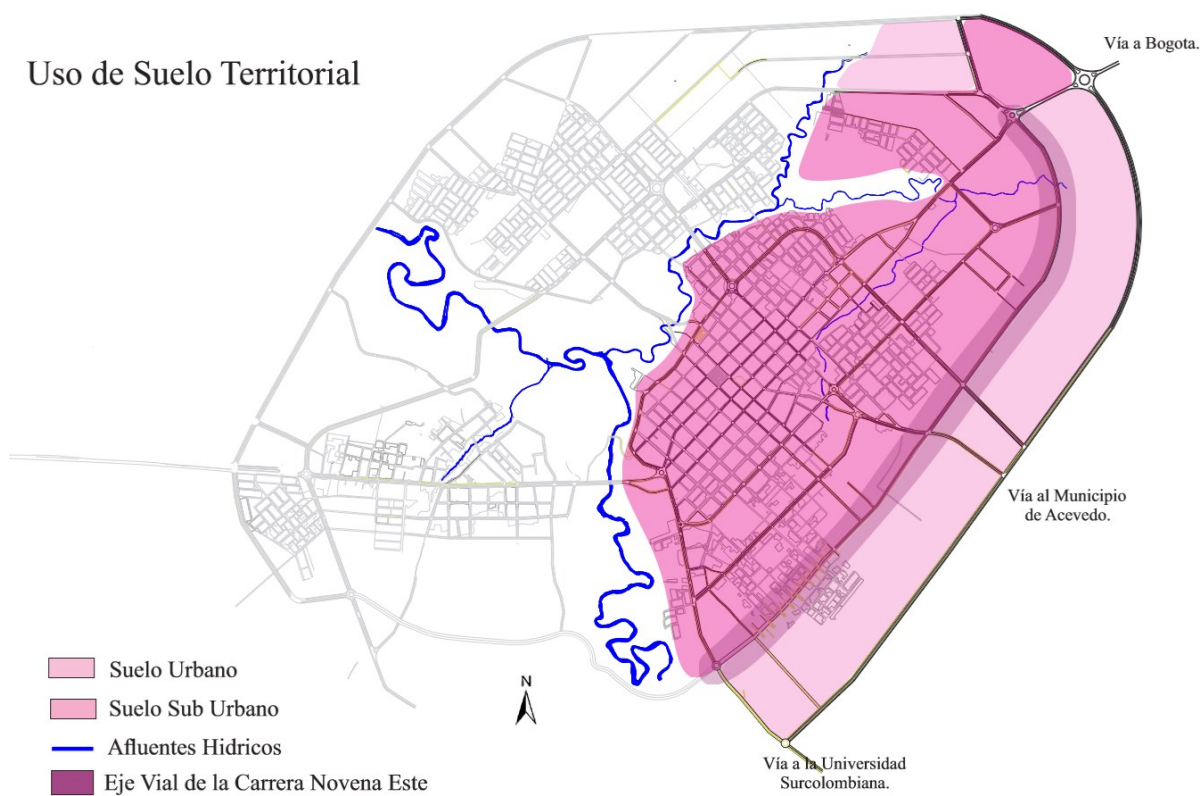 Uso de Suelo Territorial
Vía a Bogota.
Vía al Municipio
de Acevedo.
Suelo Urbano
Suelo Sub Urbano
Afluentes Hidricos
Eje Vial de la Carrera Novena Este
N
Vía a la Universidad
Surcolombiana.